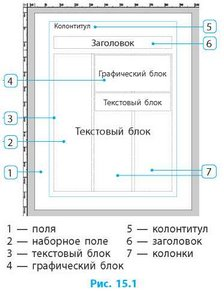 Колонтитул
5
Заголовок
6
Графический блок
4
Текстовый блок
3
Текстовый блок
2
1
7
1 — поля
2 — наборное поле
3 — текстовый блок
4 — графический блок
5 — колонтитул
6 — заголовок
7 — колонки
Рис. 15.1